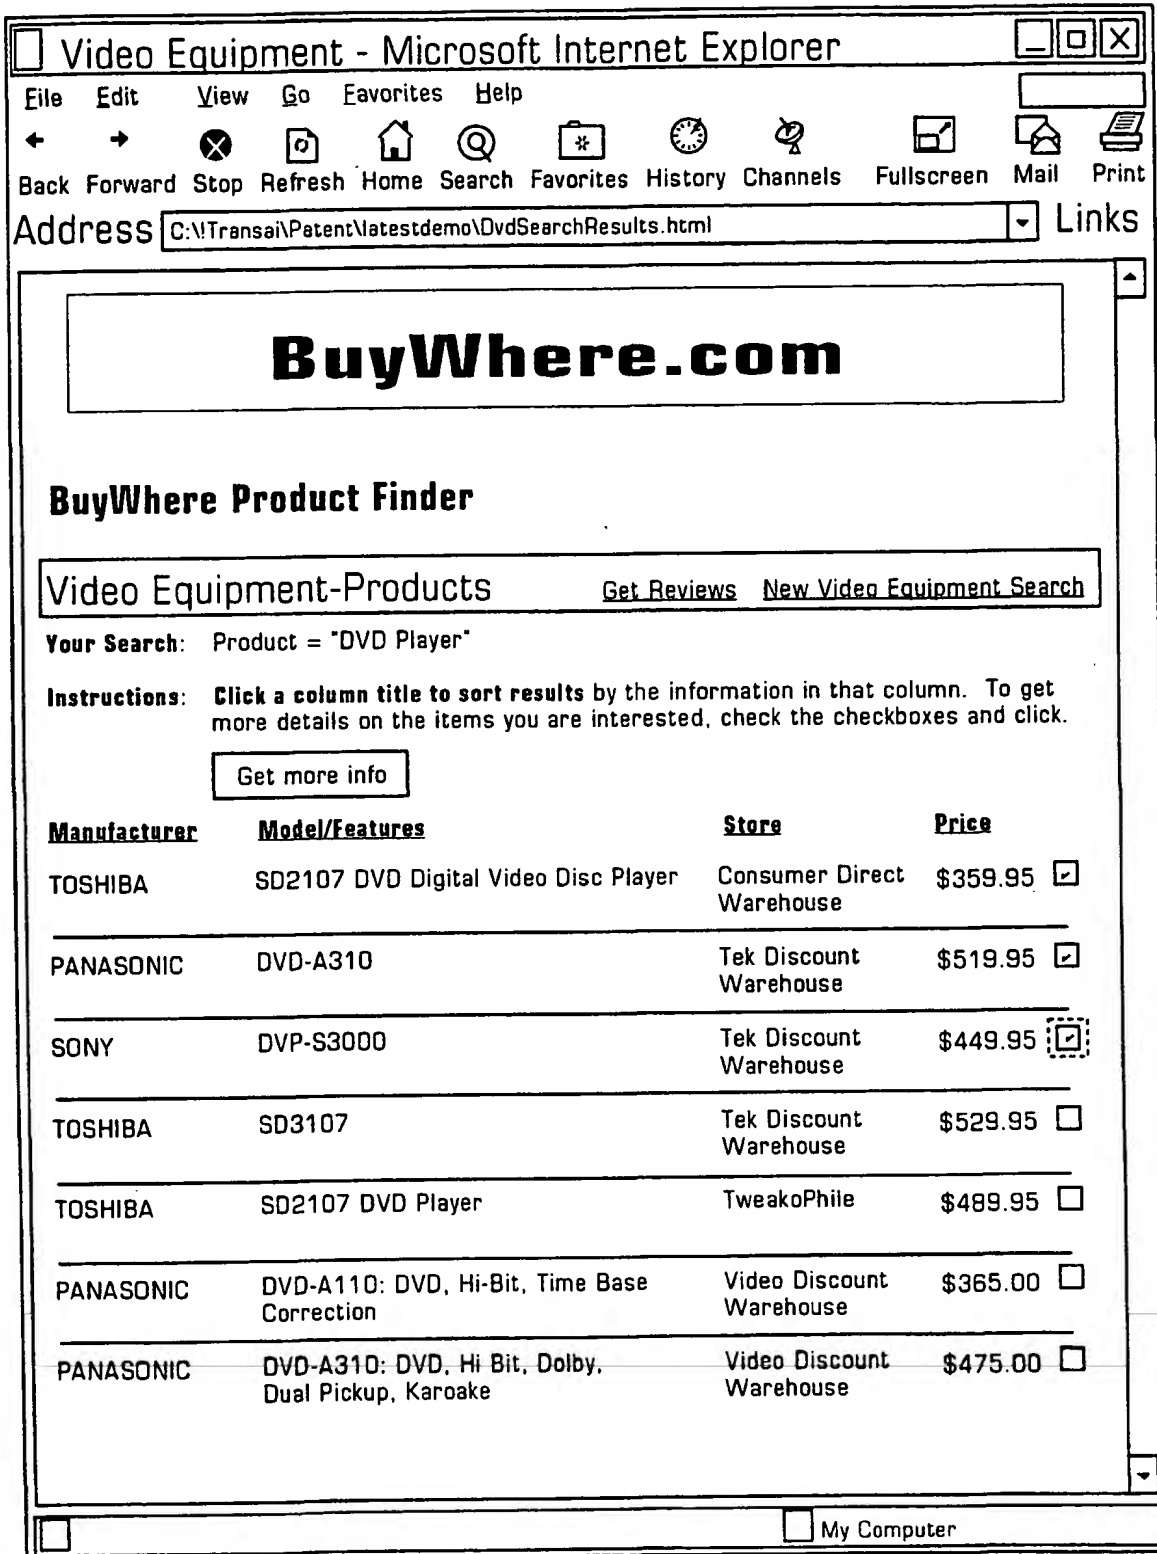 Video Equipment - Microsoft Internet Explorer
File Edit View Go Favorites Help
Back Forward Stop Refresh Home Search Favorites History Channels Fullscreen Mail Print
Address C:\!Transai\Patent\latestdemo\DvdSearchResults.html Links
BuyWhere.com
BuyWhere Product Finder
Video Equipment-Products Get Reviews New Video Equipment Search
Your Search: Product = "DVD Player"
Instructions: Click a column title to sort results by the information in that column. To get
more details on the items you are interested, check the checkboxes and click.
Get more info
Manufacturer Model/Features Store Price
TOSHIBA SD2107 DVD Digital Video Disc Player Consumer Direct $359.95
Warehouse
PANASONIC DVD-A310 Tek Discount $519.95
Warehouse
SONY DVP-S3000 Tek Discount $449.95
Warehouse
TOSHIBA SD3107 Tek Discount $529.95
Warehouse
TOSHIBA SD2107 DVD Player TweakoPhile $489.95
PANASONIC DVD-A110: DVD, Hi-Bit, Time Base Video Discount $365.00
Correction Warehouse
PANASONIC DVD-A310: DVD, Hi Bit, Dolby, Video Discount $475.00
Dual Pickup, Karoake Warehouse
My Computer